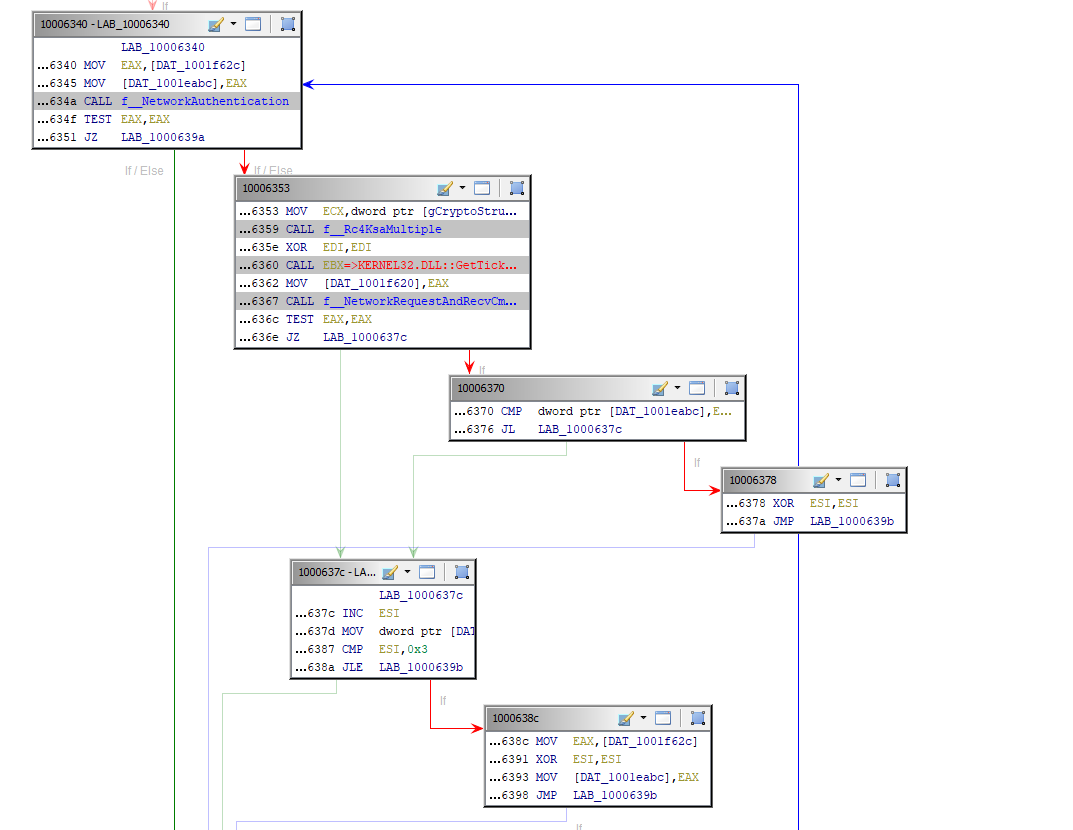 If
10006340 - LAB_10006340
LAB_10006340
...6340 MOV EAX,[DAT_1001f62c]
...6345 MOV [DAT_1001eabc],EAX
...634a CALL f__NetworkAuthentication
...634f TEST EAX,EAX
...6351 JZ LAB_1000639a
If / Else
If / Else
10006353
...6353 MOV ECX,dword ptr [gCryptoStru...
...6359 CALL f__Rc4KsaMultiple
...635e XOR EDI,EDI
...6360 CALL EBX=>KERNEL32.DLL::GetTick...
...6362 MOV [DAT_1001f620],EAX
...6367 CALL f__NetworkRequestAndRecvCm...
...636c TEST EAX,EAX
...636e JZ LAB_1000637c
If
10006370
...6370 CMP dword ptr [DAT_1001eabc],E...
...6376 JL LAB_1000637c
If
10006378
...6378 XOR ESI,ESI
...637a JMP LAB_1000639b
1000637c - LA...
LAB_1000637c
...637c INC ESI
...637d MOV dword ptr [DAT
...6387 CMP ESI,0x3
...638a JLE LAB_1000639b
If
1000638c
...638c MOV EAX,[DAT_1001f62c]
...6391 XOR ESI,ESI
...6393 MOV [DAT_1001eabc],EAX
...6398 JMP LAB_1000639b
If